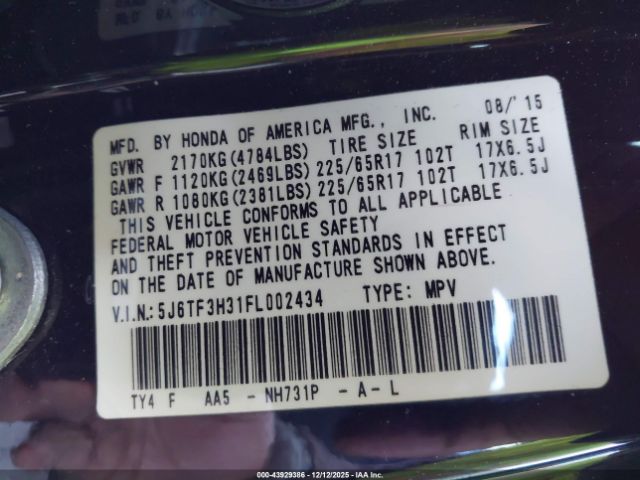 MFD. BY HONDA OF AMERICA MFG., INC. 08/'15
GVWR 2170KG(4784LBS) TIRE SIZE RIM SIZE
GAWR F 1120KG(2469LBS) 225/65R17 102T 17X6.5J
GAWR R 1080KG(2381LBS) 225/65R17 102T 17X6.5J
THIS VEHICLE CONFORMS TO ALL APPLICABLE
FEDERAL MOTOR VEHICLE SAFETY
AND THEFT PREVENTION STANDARDS IN EFFECT
ON THE DATE OF MANUFACTURE SHOWN ABOVE.
V.I.N.:5J6TF3H31FL002434 TYPE: MPV
TY4 F AA5 - NH731P - A - L
000-43929386 - 12/12/2025 - IAA Inc.